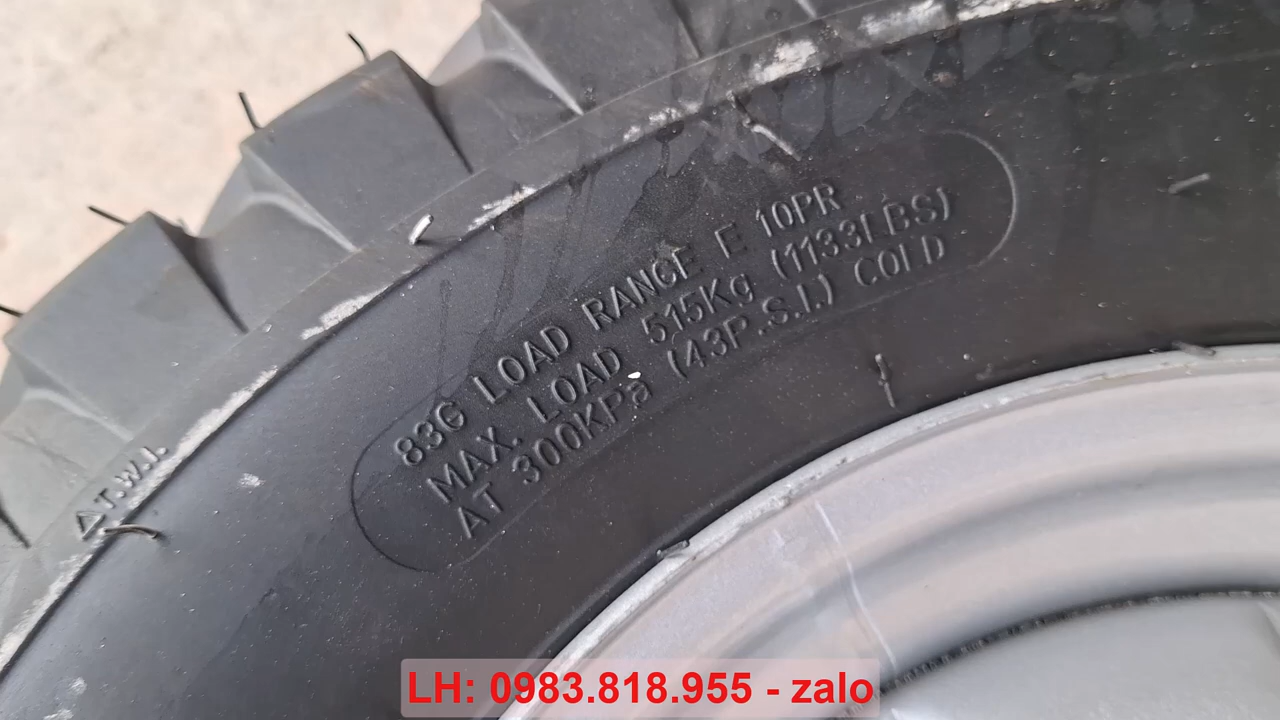 83G LOAD RANGE E 10PR
MAX. LOAD 515Kg (1133LBS)
AT 300KPa (43P.S.I.) COLD
△T.W.I.
LH: 0983.818.955 - zalo